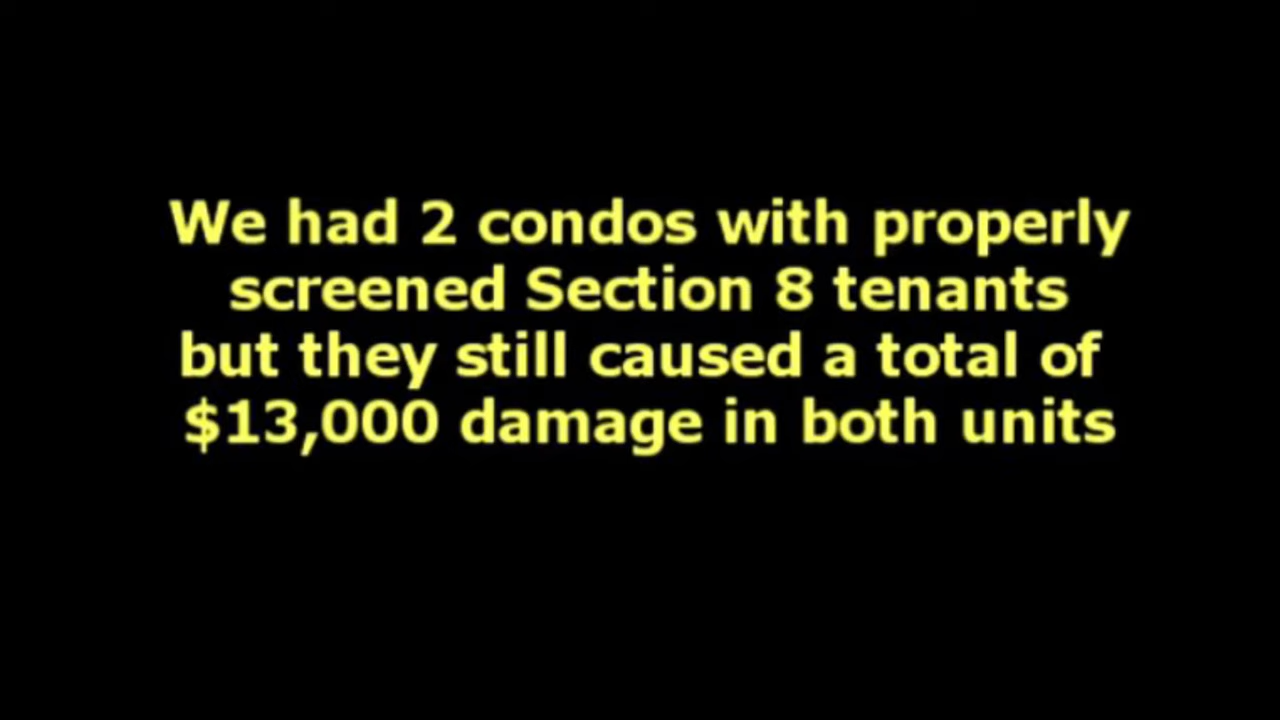 We had 2 condos with properly
screened Section 8 tenants
but they still caused a total of
$13,000 damage in both units